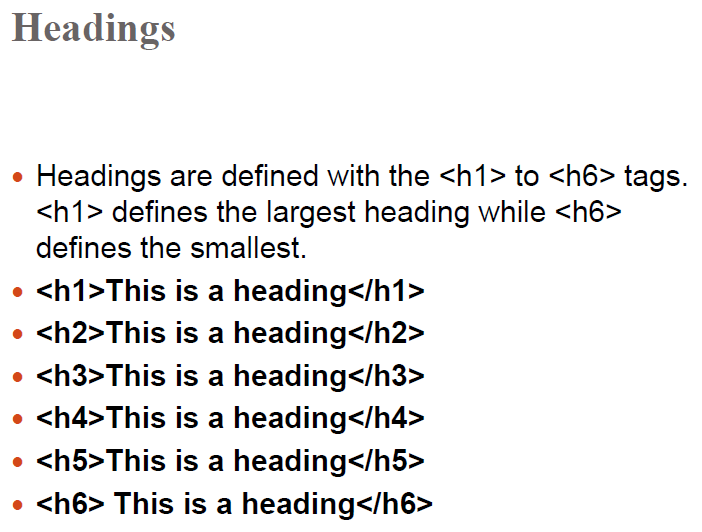 Headings
• Headings are defined with the <h1> to <h6> tags.
<h1> defines the largest heading while <h6>
defines the smallest.
• <h1>This is a heading</h1>
• <h2>This is a heading</h2>
• <h3>This is a heading</h3>
• <h4>This is a heading</h4>
• <h5>This is a heading</h5>
• <h6> This is a heading</h6>